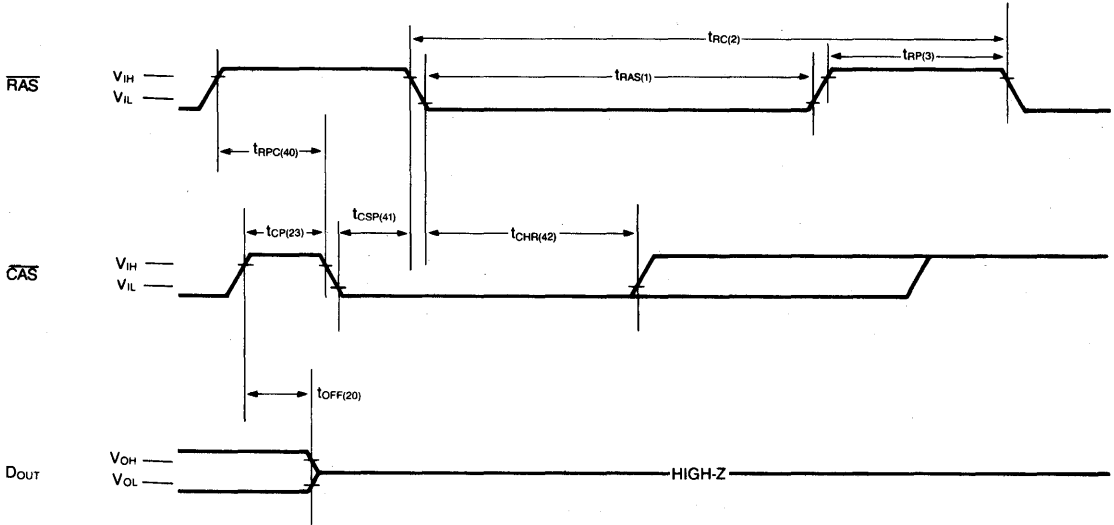 tRC(2)
tRP(3)
tRAS(1)
RAS
VIH
VIL
tRPC(40)
tCSP(41)
tCP(23)
tCHR(42)
CAS
VIH
VIL
tOFF(20)
DOUT
VOH
VOL
HIGH-Z